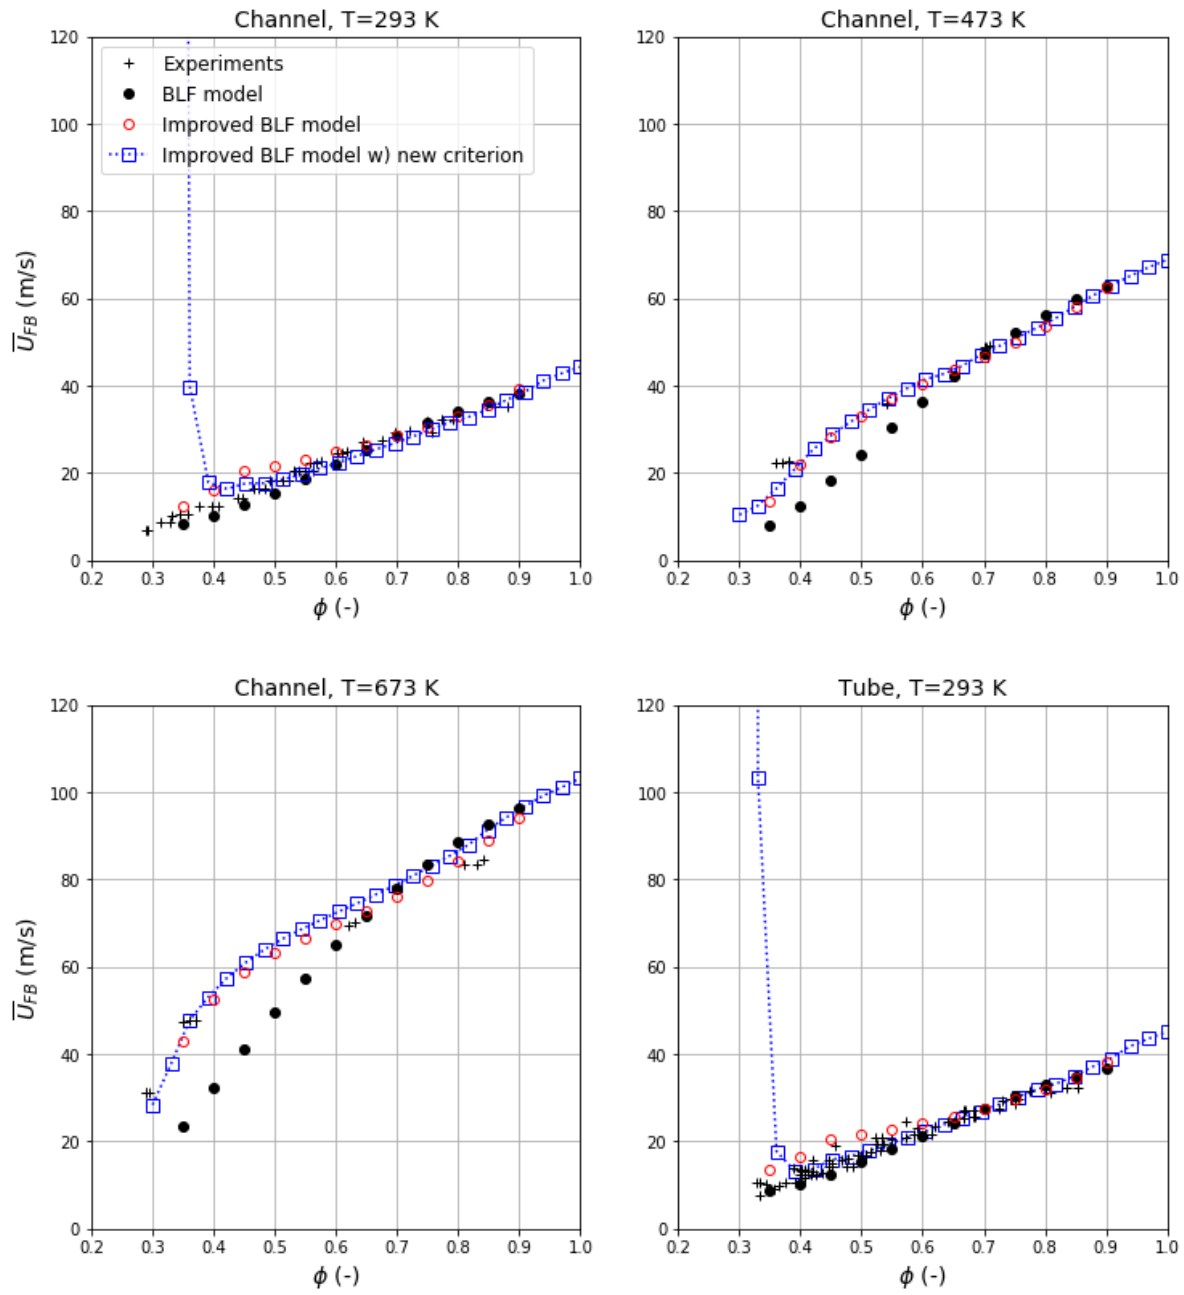 Channel, T=293 K
120
100
80
60
40
20
0
U̅_FB (m/s)
Experiments
BLF model
Improved BLF model
Improved BLF model w) new criterion
0.2 0.3 0.4 0.5 0.6 0.7 0.8 0.9 1.0
ϕ (-)
Channel, T=473 K
120
100
80
60
40
20
0
0.2 0.3 0.4 0.5 0.6 0.7 0.8 0.9 1.0
ϕ (-)
Channel, T=673 K
120
100
80
60
40
20
0
U̅_FB (m/s)
0.2 0.3 0.4 0.5 0.6 0.7 0.8 0.9 1.0
ϕ (-)
Tube, T=293 K
120
100
80
60
40
20
0
0.2 0.3 0.4 0.5 0.6 0.7 0.8 0.9 1.0
ϕ (-)